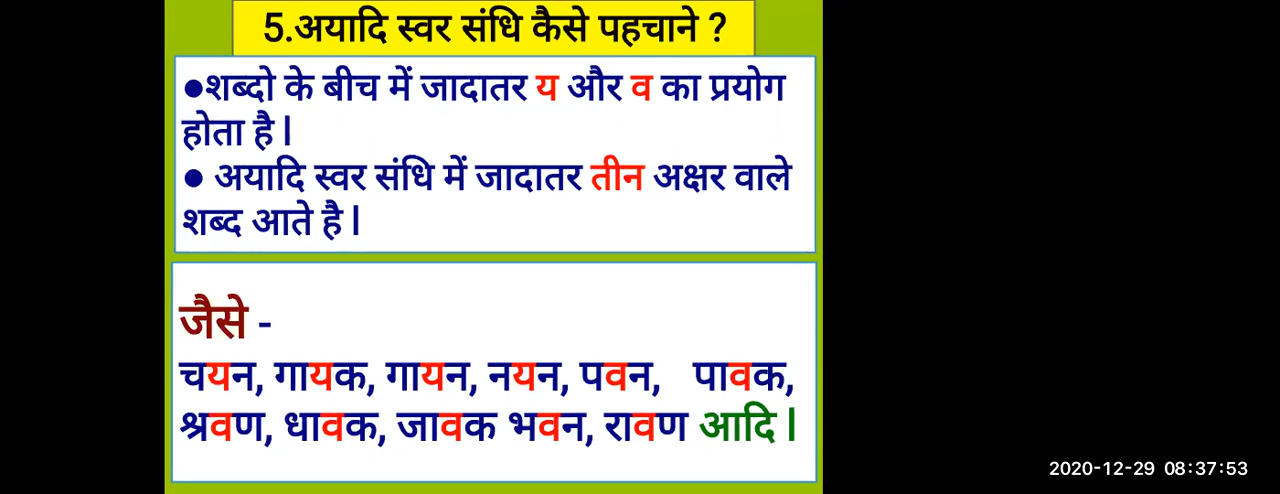 5.अयादि स्वर संधि कैसे पहचाने ?
●शब्दो के बीच में जादातर य और व का प्रयोग
होता है l
● अयादि स्वर संधि में जादातर तीन अक्षर वाले
शब्द आते है l
जैसे -
चयन, गायक, गायन, नयन, पवन, पावक,
श्रवण, धावक, जावक भवन, रावण आदि l
2020-12-29 08:37:53